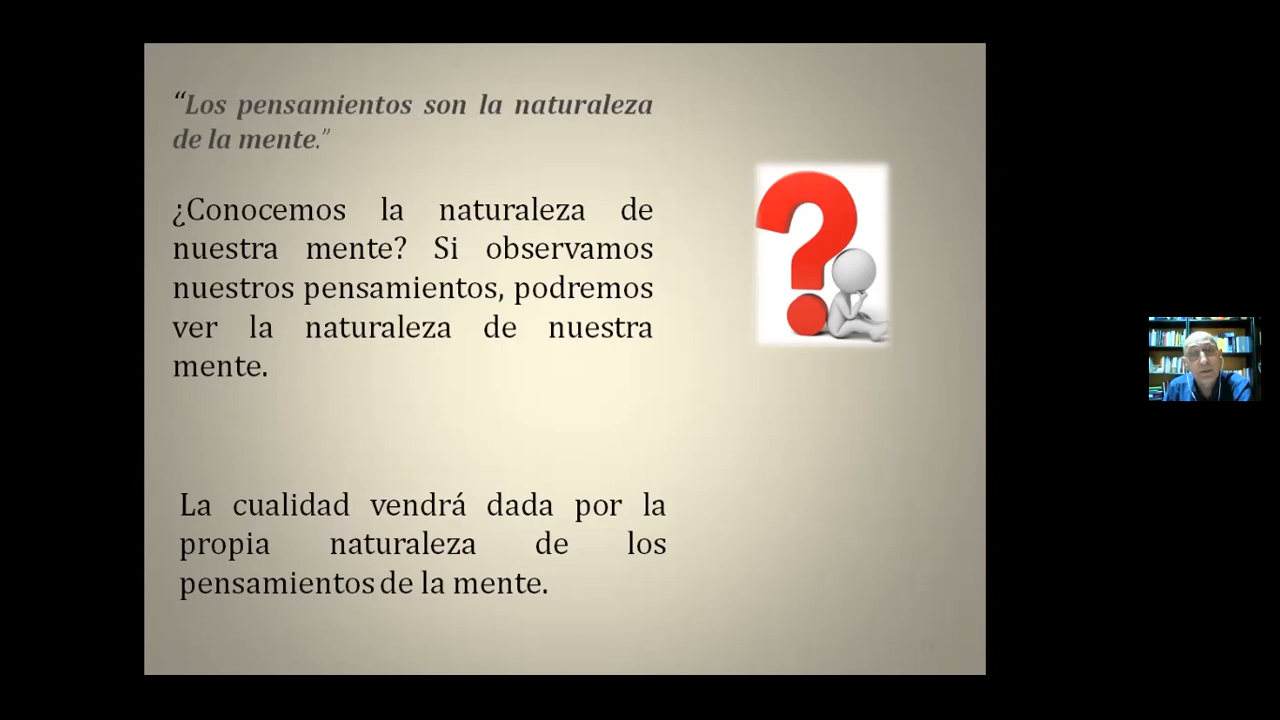 “Los pensamientos son la naturaleza
de la mente.”
¿Conocemos la naturaleza de
nuestra mente? Si observamos
nuestros pensamientos, podremos
ver la naturaleza de nuestra
mente.
La cualidad vendrá dada por la
propia naturaleza de los
pensamientos de la mente.